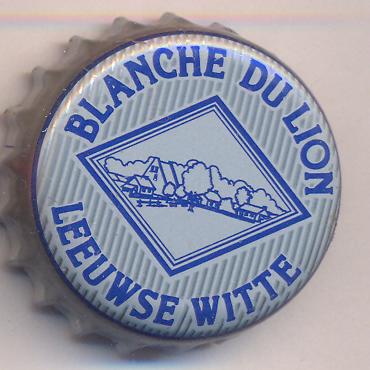 BLANCHE DU LION
LEEUWSE WITTE